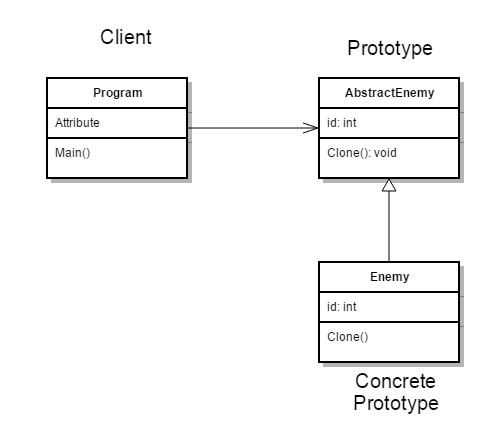 Client
Prototype
Program
Attribute
Main()
AbstractEnemy
id: int
Clone(): void
Enemy
id: int
Clone()
Concrete
Prototype